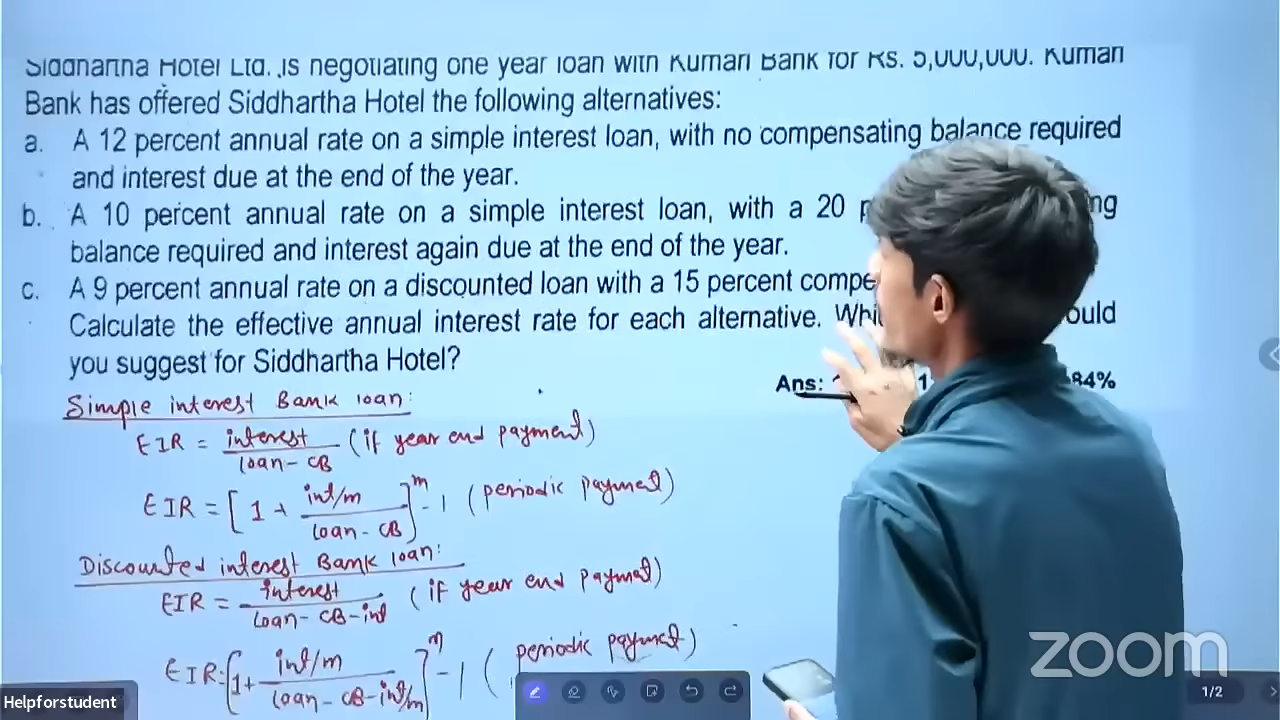 Siddhartha Hotel Ltd. is negotiating one year loan with Kumari Bank for Rs. 5,000,000. Kumari
Bank has offered Siddhartha Hotel the following alternatives:
a. A 12 percent annual rate on a simple interest loan, with no compensating balance required
and interest due at the end of the year.
b. A 10 percent annual rate on a simple interest loan, with a 20 p ng
balance required and interest again due at the end of the year.
c. A 9 percent annual rate on a discounted loan with a 15 percent compe
Calculate the effective annual interest rate for each alternative. Whi ould
you suggest for Siddhartha Hotel?
Ans: 1 84%
Simple interest Bank loan:
EIR = interest / loan - CB (if year end payment)
EIR = [1 + int/m / loan - CB]^m - 1 (periodic payment)
Discounted interest Bank loan:
EIR = interest / loan - CB - int (if year end payment)
EIR = [1 + int/m / loan - CB - int/m]^m - 1 (periodic payment)
zoom
Helpforstudent
1/2